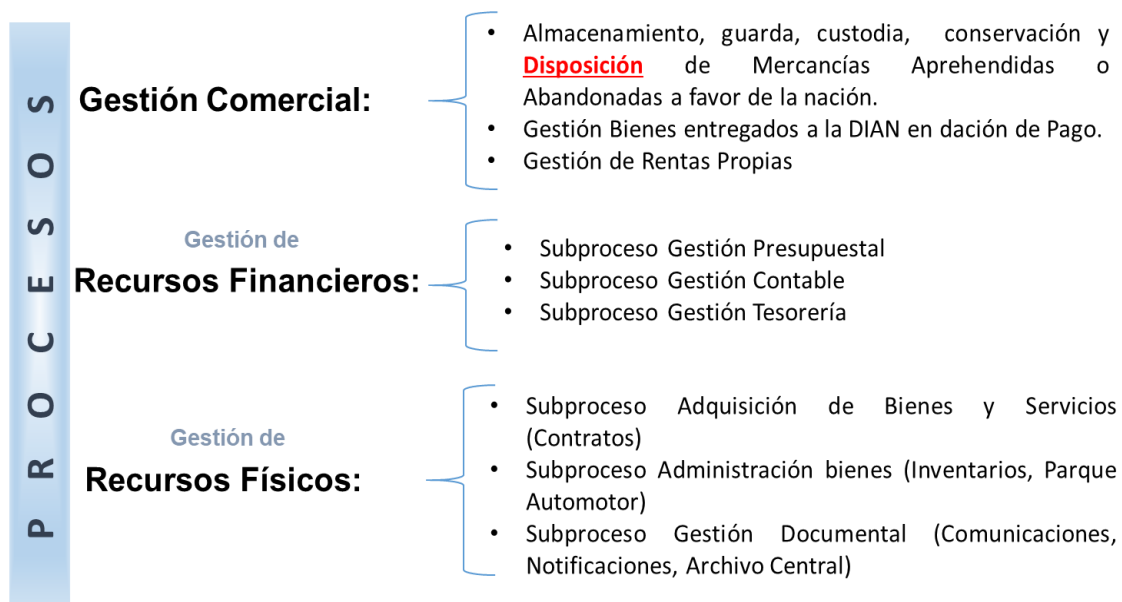 PROCESOS
Gestión Comercial:
• Almacenamiento, guarda, custodia, conservación y
Disposición de Mercancías Aprehendidas o
Abandonadas a favor de la nación.
• Gestión Bienes entregados a la DIAN en dación de Pago.
• Gestión de Rentas Propias
Gestión de
Recursos Financieros:
• Subproceso Gestión Presupuestal
• Subproceso Gestión Contable
• Subproceso Gestión Tesorería
Gestión de
Recursos Físicos:
• Subproceso Adquisición de Bienes y Servicios
(Contratos)
• Subproceso Administración bienes (Inventarios, Parque
Automotor)
• Subproceso Gestión Documental (Comunicaciones,
Notificaciones, Archivo Central)